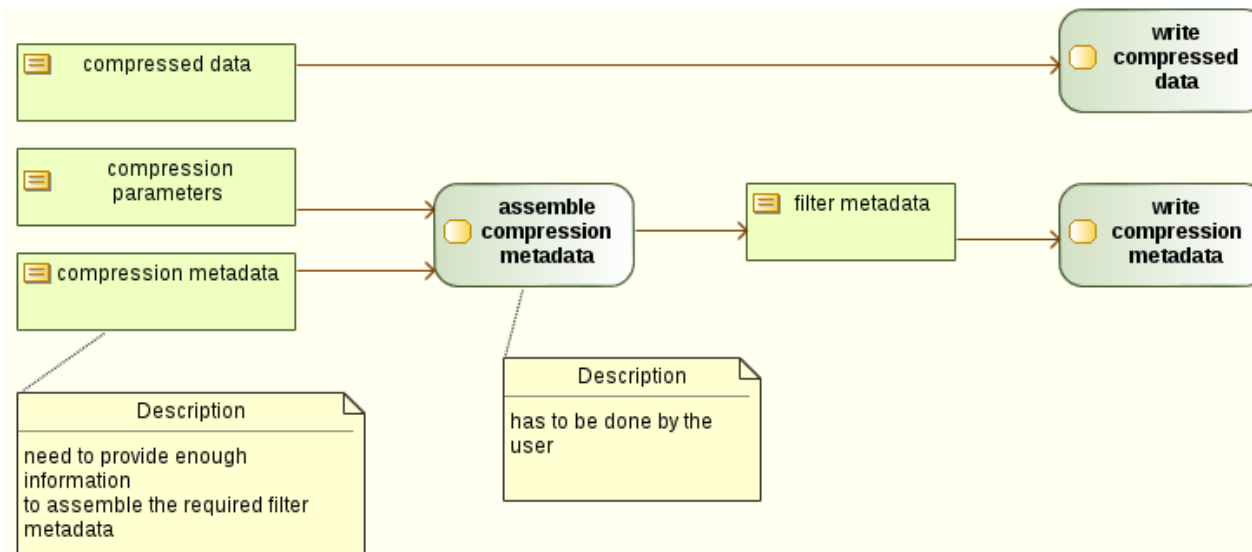 compressed data
write
compressed
data
compression
parameters
assemble
compression
metadata
filter metadata
write
compression
metadata
compression metadata
Description
has to be done by the
user
Description
need to provide enough
information
to assemble the required filter
metadata